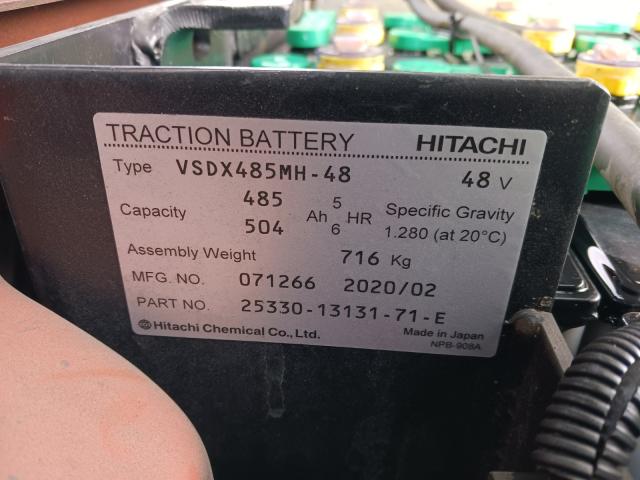 TRACTION BATTERY HITACHI
Type VSDX485MH-48 48 V
Capacity 485 Ah 5 HR Specific Gravity
504 6 1.280 (at 20°C)
Assembly Weight 716 Kg
MFG. NO. 071266 2020/02
PART NO. 25330-13131-71-E
Hitachi Chemical Co., Ltd. Made in Japan
NPB-908A